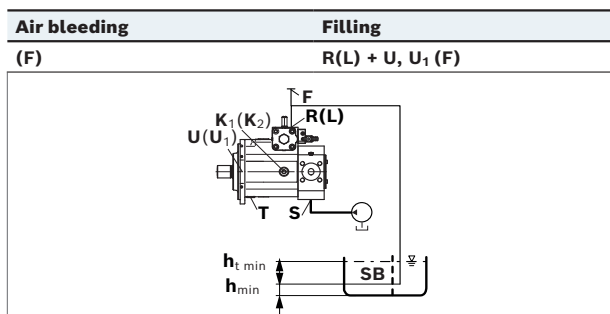 Air bleeding Filling
(F) R(L) + U, U₁ (F)
F
R(L)
K₁(K₂)
U(U₁)
T S
hₜ ₘᵢₙ
SB
hₘᵢₙ